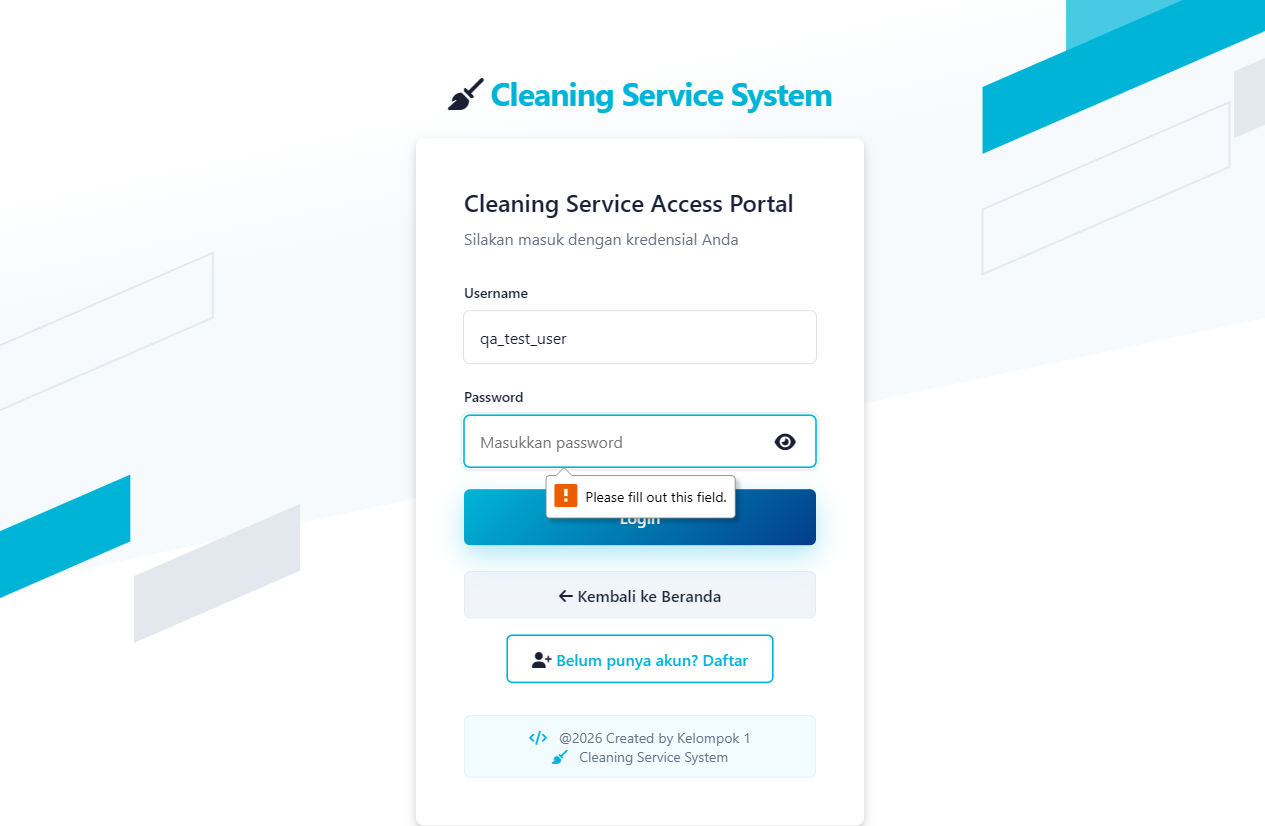 Cleaning Service System
Cleaning Service Access Portal
Silakan masuk dengan kredensial Anda
Username
qa_test_user
Password
Masukkan password
Please fill out this field.
Login
Kembali ke Beranda
Belum punya akun? Daftar
@2026 Created by Kelompok 1
Cleaning Service System